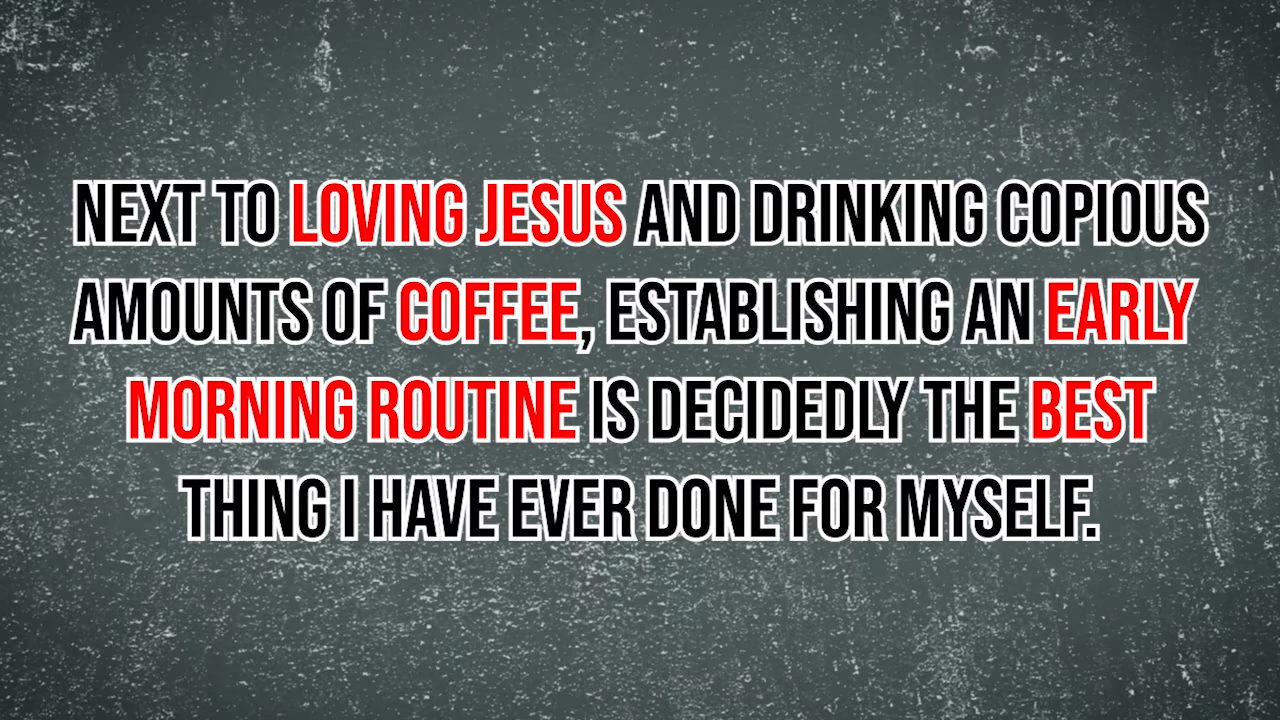 NEXT TO LOVING JESUS AND DRINKING COPIOUS
AMOUNTS OF COFFEE, ESTABLISHING AN EARLY
MORNING ROUTINE IS DECIDEDLY THE BEST
THING I HAVE EVER DONE FOR MYSELF.